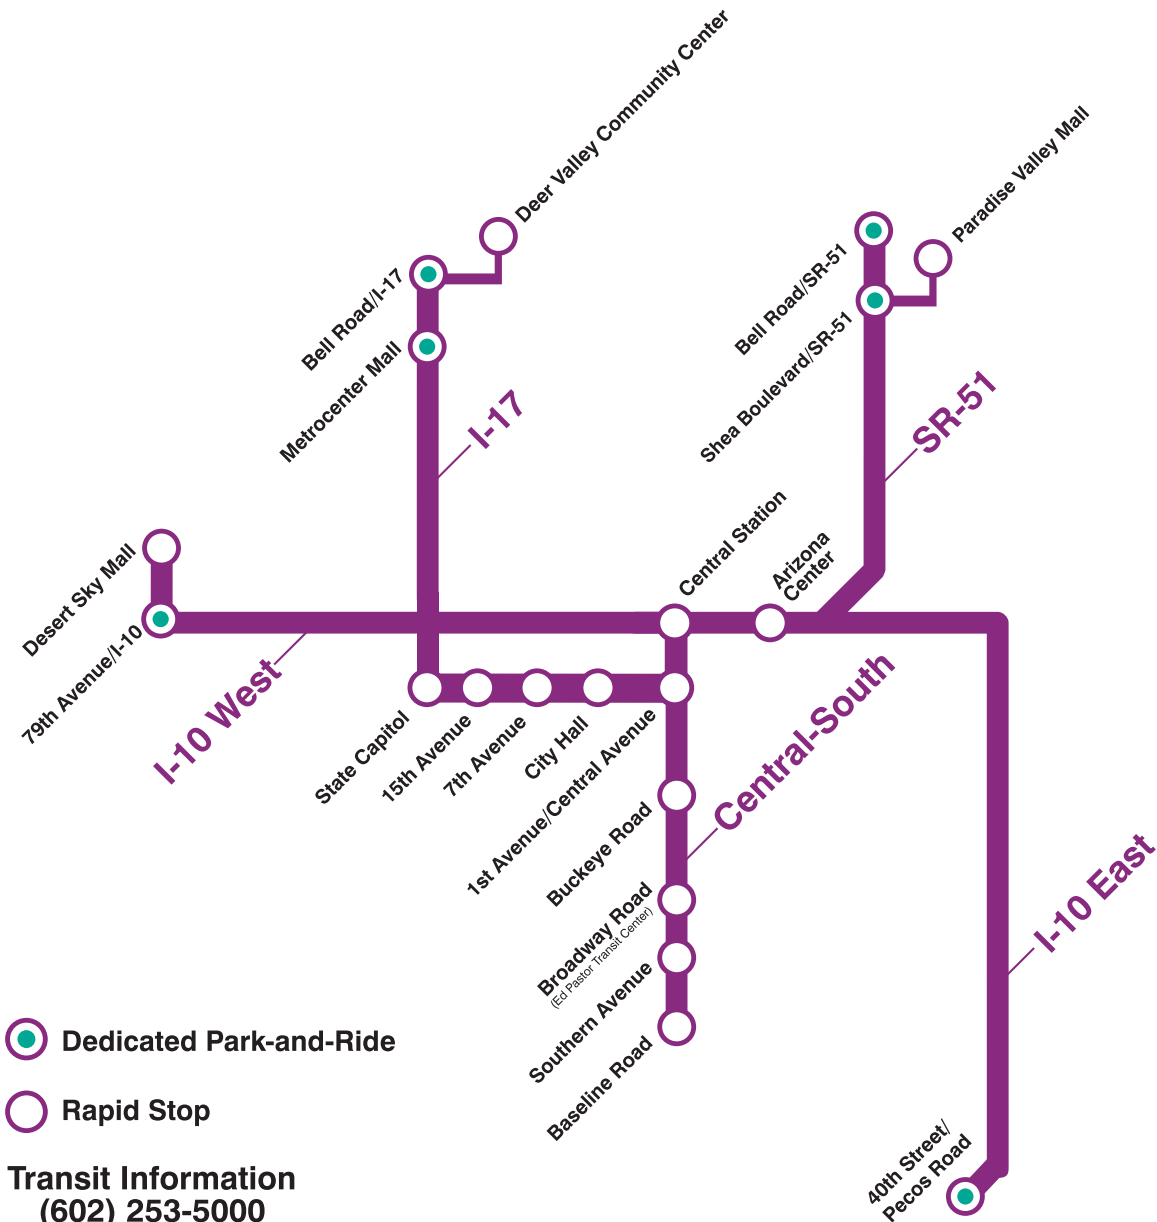 Deer Valley Community Center
Paradise Valley Mall
Bell Road/I-17
Bell Road/SR-51
Metrocenter Mall
Shea Boulevard/SR-51
I-17
SR-51
Desert Sky Mall
Central Station
Arizona
Center
79th Avenue/I-10
I-10 West
State Capitol
15th Avenue
7th Avenue
City Hall
1st Avenue/Central Avenue
Central-South
Buckeye Road
Broadway Road
(Ed Pastor Transit Center)
I-10 East
Southern Avenue
Baseline Road
Dedicated Park-and-Ride
Rapid Stop
40th Street/
Pecos Road
Transit Information
(602) 253-5000